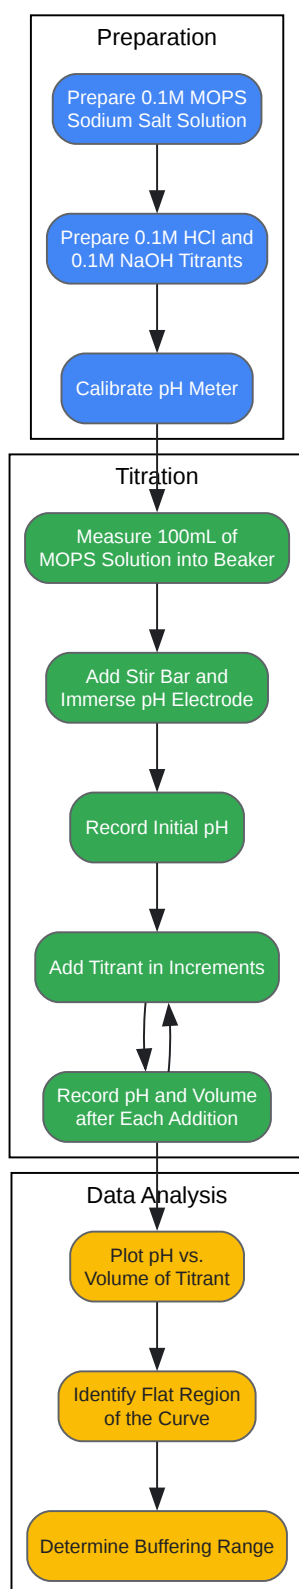 Preparation
Prepare 0.1M MOPS
Sodium Salt Solution
Prepare 0.1M HCl and
0.1M NaOH Titrants
Calibrate pH Meter
Titration
Measure 100mL of
MOPS Solution into Beaker
Add Stir Bar and
Immerse pH Electrode
Record Initial pH
Add Titrant in Increments
Record pH and Volume
after Each Addition
Data Analysis
Plot pH vs.
Volume of Titrant
Identify Flat Region
of the Curve
Determine Buffering Range